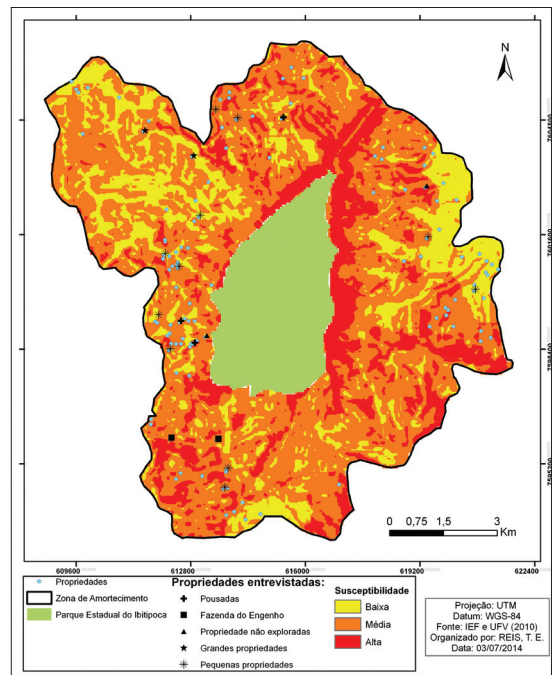 N
7604800
7601600
7598400
7595200
0 0,75 1,5 3
Km
609600 612800 616000 619200 622400
Propriedades
Zona de Amortecimento
Parque Estadual do Ibitipoca
Propriedades entrevistadas:
Pousadas
Fazenda do Engenho
Propriedade não exploradas
Grandes propriedades
Pequenas propriedades
Susceptibilidade
Baixa
Média
Alta
Projeção: UTM
Datum: WGS-84
Fonte: IEF e UFV (2010)
Organizado por: REIS, T. E.
Data: 03/07/2014